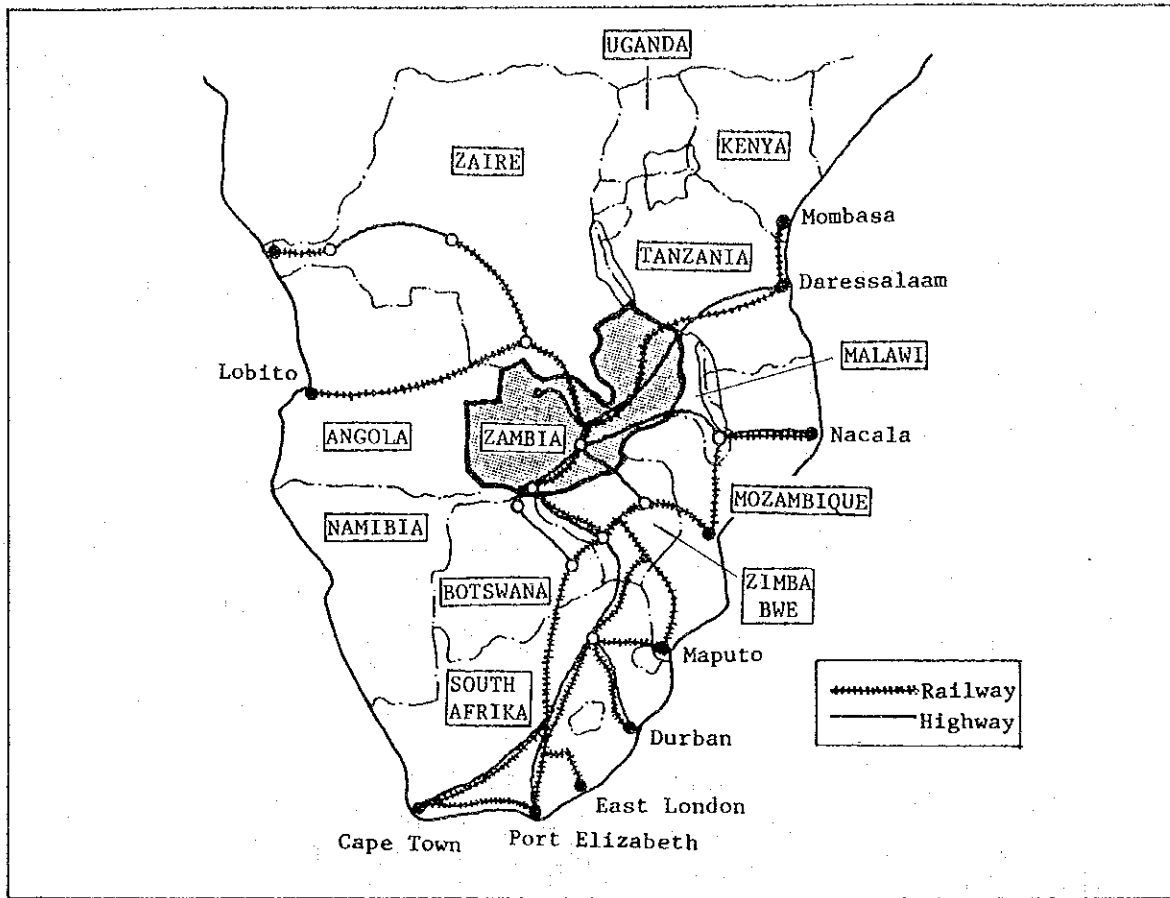 UGANDA
KENYA
ZAIRE
Mombasa
TANZANIA
Daressalaam
MALAWI
Lobito
ANGOLA
ZAMBIA
Nacala
MOZAMBIQUE
NAMIBIA
BOTSWANA
ZIMBA
BWE
Maputo
SOUTH
AFRIKA
Railway
Highway
Durban
East London
Cape Town
Port Elizabeth